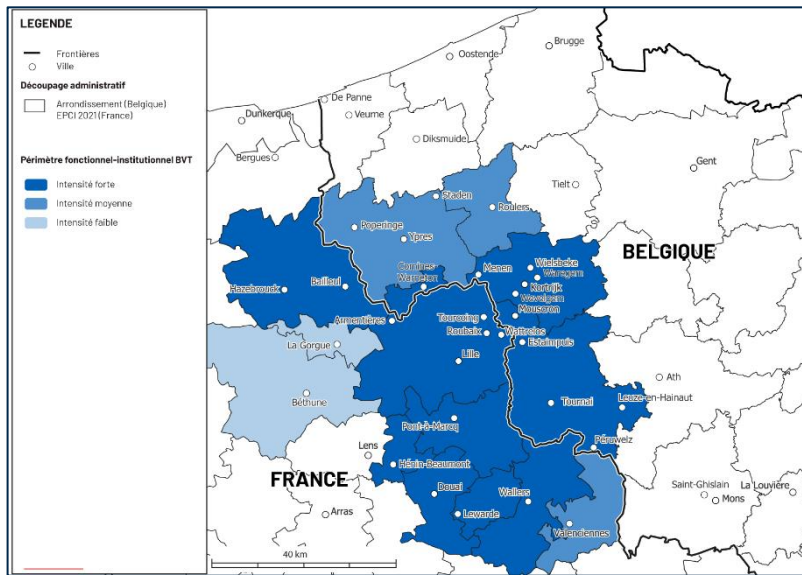 LEGENDE
Frontières
Ville
Découpage administratif
Arrondissement (Belgique)
EPCI 2021 (France)
Périmètre fonctionnel-institutionnel BVT
Intensité forte
Intensité moyenne
Intensité faible
Brugge
Oostende
De Panne
Dunkerque
Veurne
Diksmuide
Bergues
Gent
Tielt
Staden
Roulers
Poperinge
Ypres
BELGIQUE
Comines-
Warneton
Menen
Wielsbeke
Waregem
Hazebrouck
Bailleul
Kortrijk
Wevelgem
Mouscron
Armentières
Tourcoing
Roubaix
Wattrelos
Estaimpuis
La Gorgue
Lille
Ath
Béthune
Tournai
Leuze-en-Hainaut
Pont-à-Marcq
Péruwelz
Lens
Hénin-Beaumont
FRANCE
Douai
Wallers
Saint-Ghislain
La Louvière
Mons
Arras
Lewarde
Valenciennes
40 km